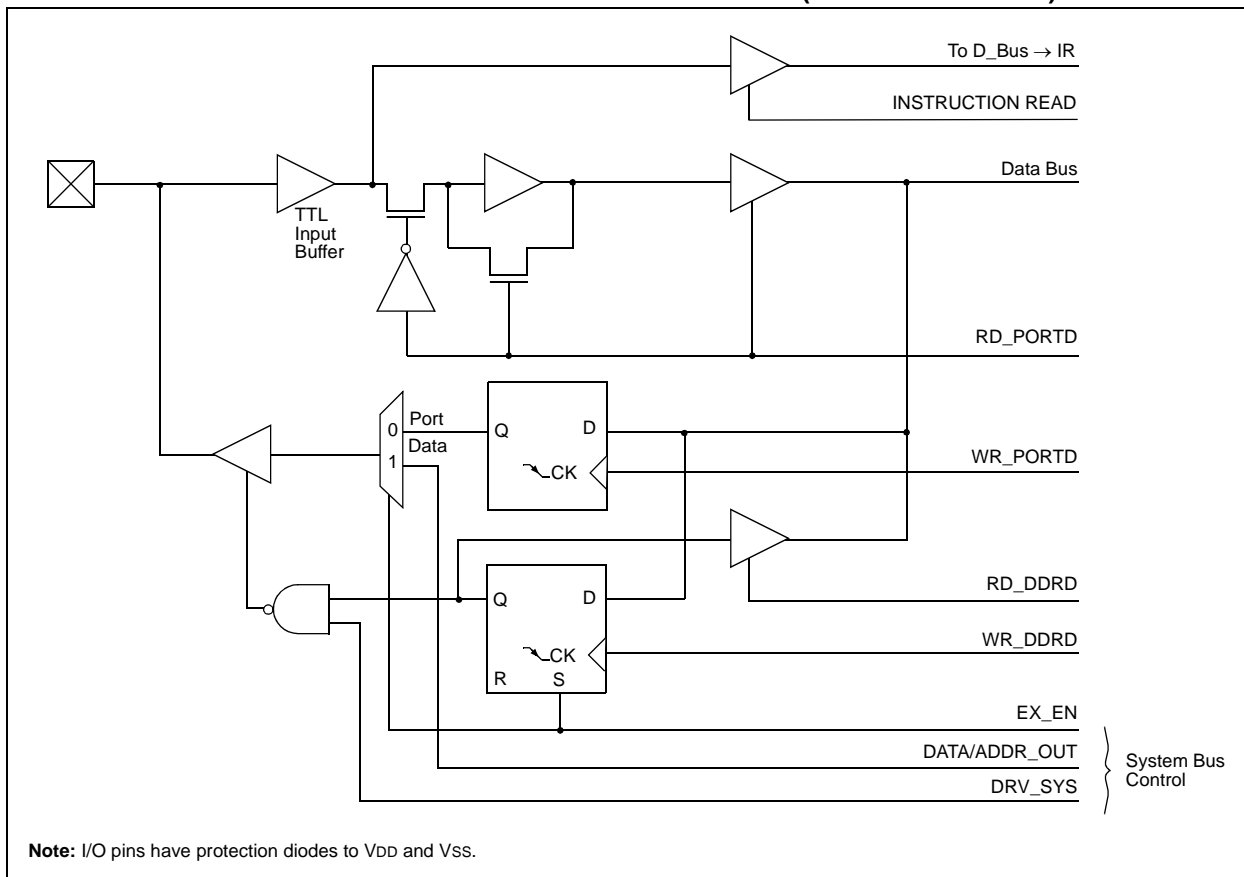 To D_Bus → IR
INSTRUCTION READ
Data Bus
TTL
Input
Buffer
RD_PORTD
0
Port
Data
1
Q
D
CK
WR_PORTD
RD_DDRD
Q
D
CK
R
S
WR_DDRD
EX_EN
DATA/ADDR_OUT
DRV_SYS
System Bus
Control
Note: I/O pins have protection diodes to VDD and VSS.